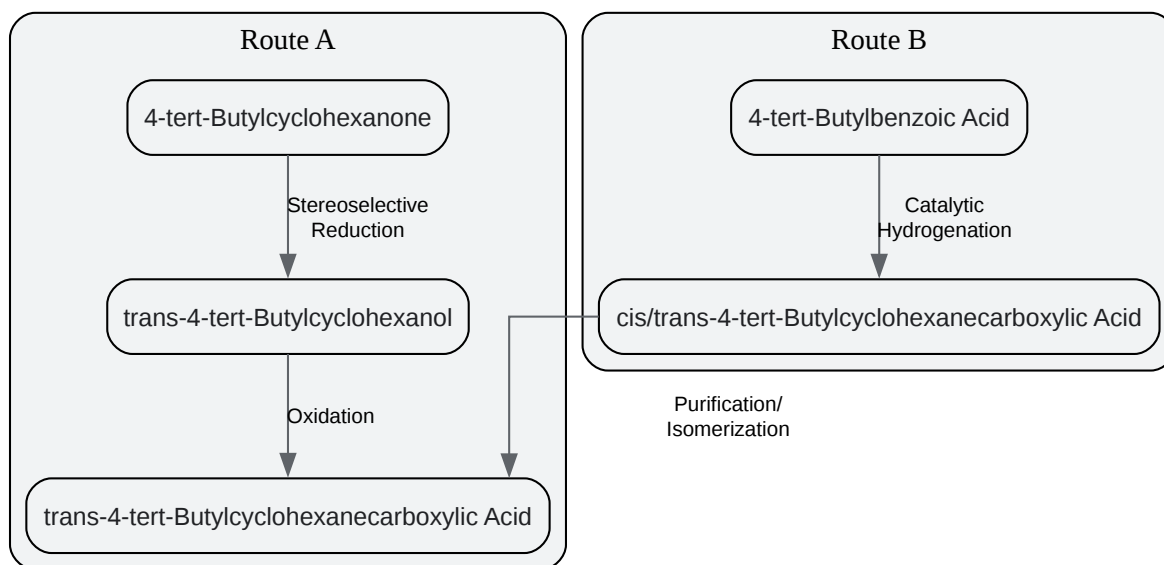 Route A
4-tert-Butylcyclohexanone
Stereoselective
Reduction
trans-4-tert-Butylcyclohexanol
Oxidation
trans-4-tert-Butylcyclohexanecarboxylic Acid
Route B
4-tert-Butylbenzoic Acid
Catalytic
Hydrogenation
cis/trans-4-tert-Butylcyclohexanecarboxylic Acid
Purification/
Isomerization